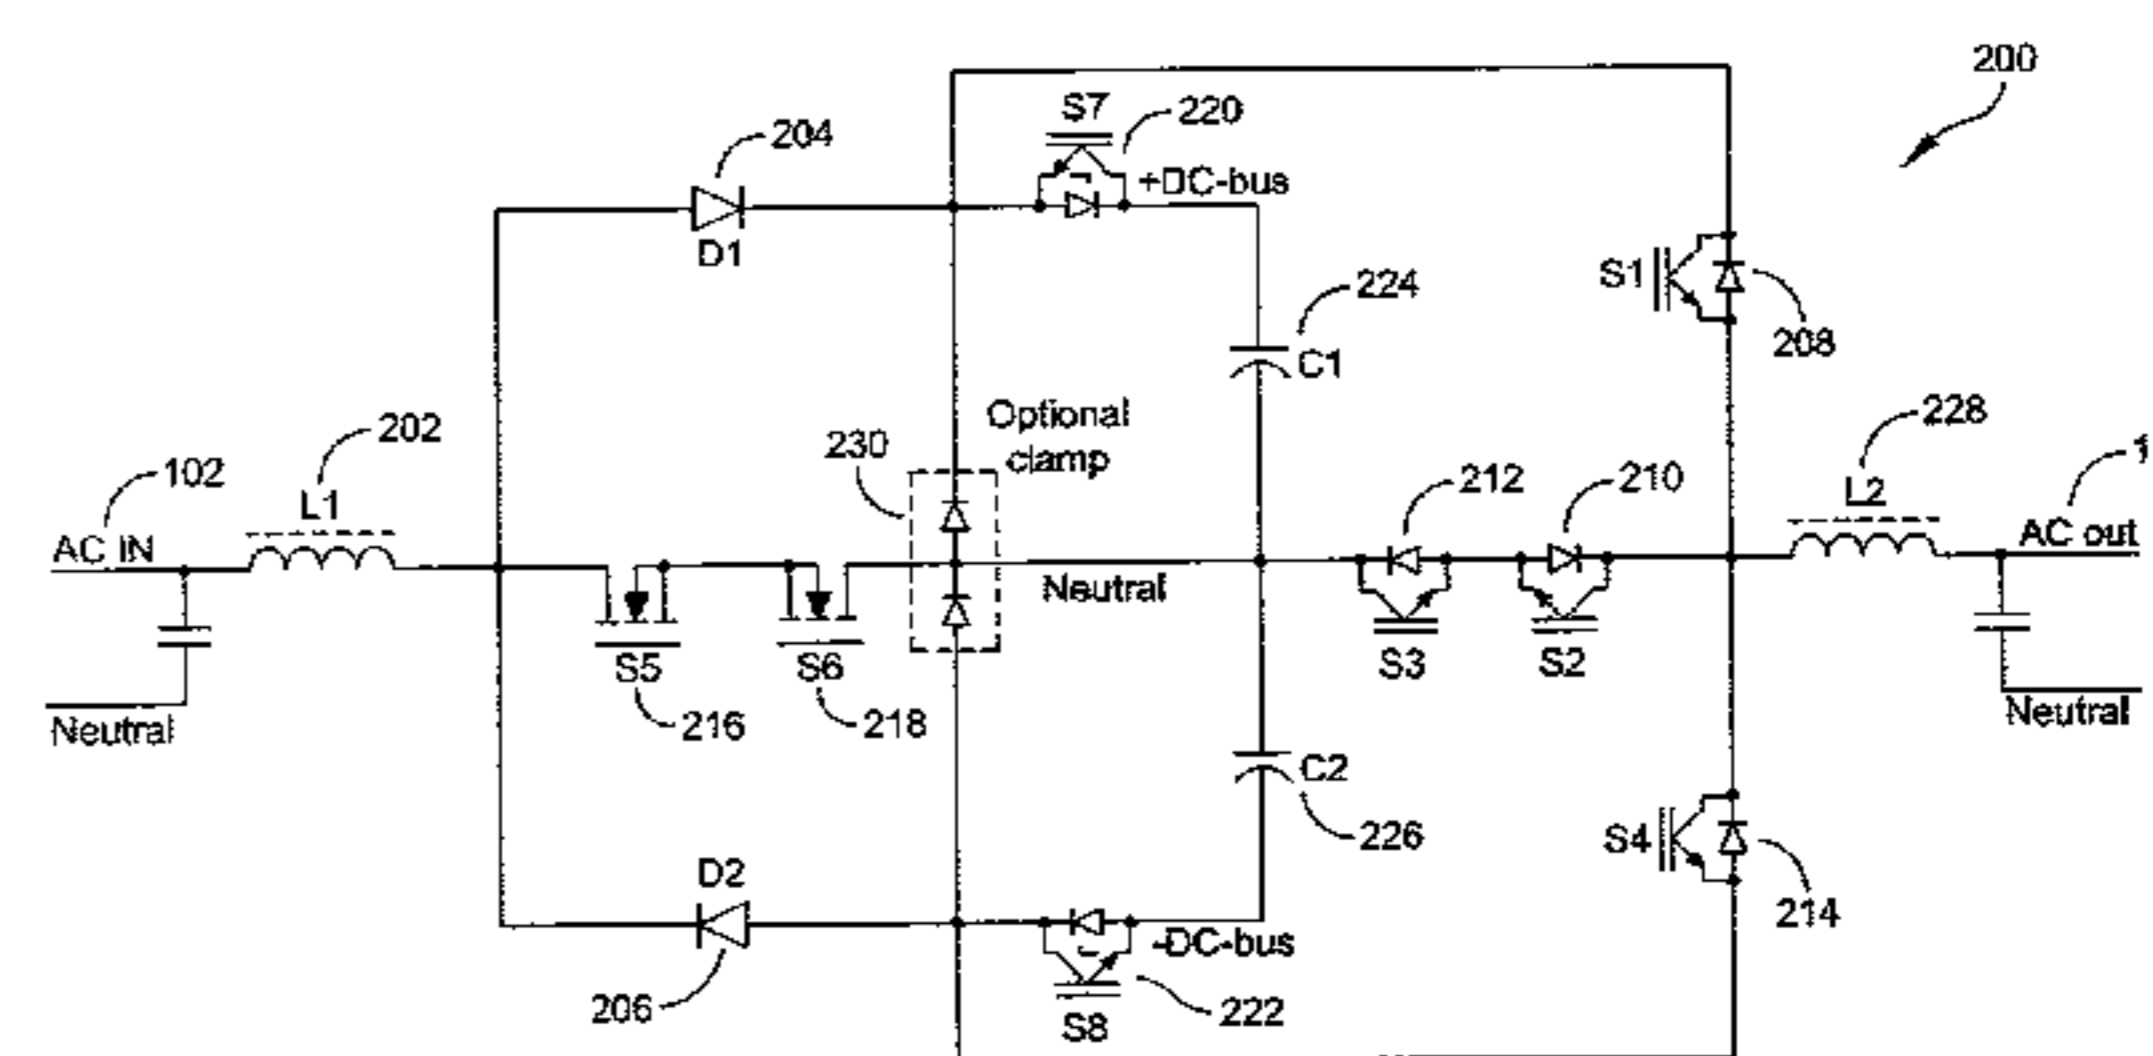 200
S7
220
204
+DC-bus
D1
S1
224
208
C1
Optional
clamp
228
202
230
102
212
210
L2
L1
AC IN
AC out
Neutral
S5
S6
S3
S2
216
218
Neutral
Neutral
C2
226
S4
D2
214
-DC-bus
206
222
S8